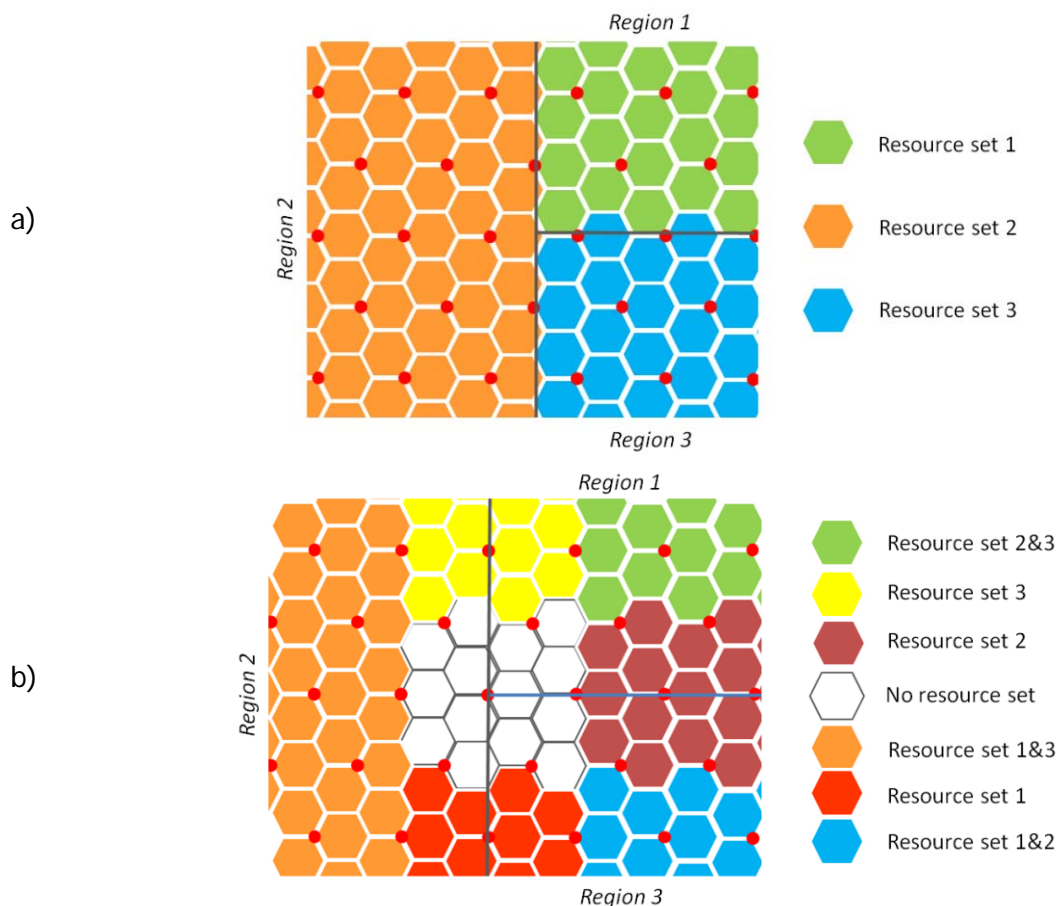 Region 1
a)
Region 2
Resource set 1
Resource set 2
Resource set 3
Region 3
Region 1
b)
Region 2
Resource set 2&3
Resource set 3
Resource set 2
No resource set
Resource set 1&3
Resource set 1
Resource set 1&2
Region 3